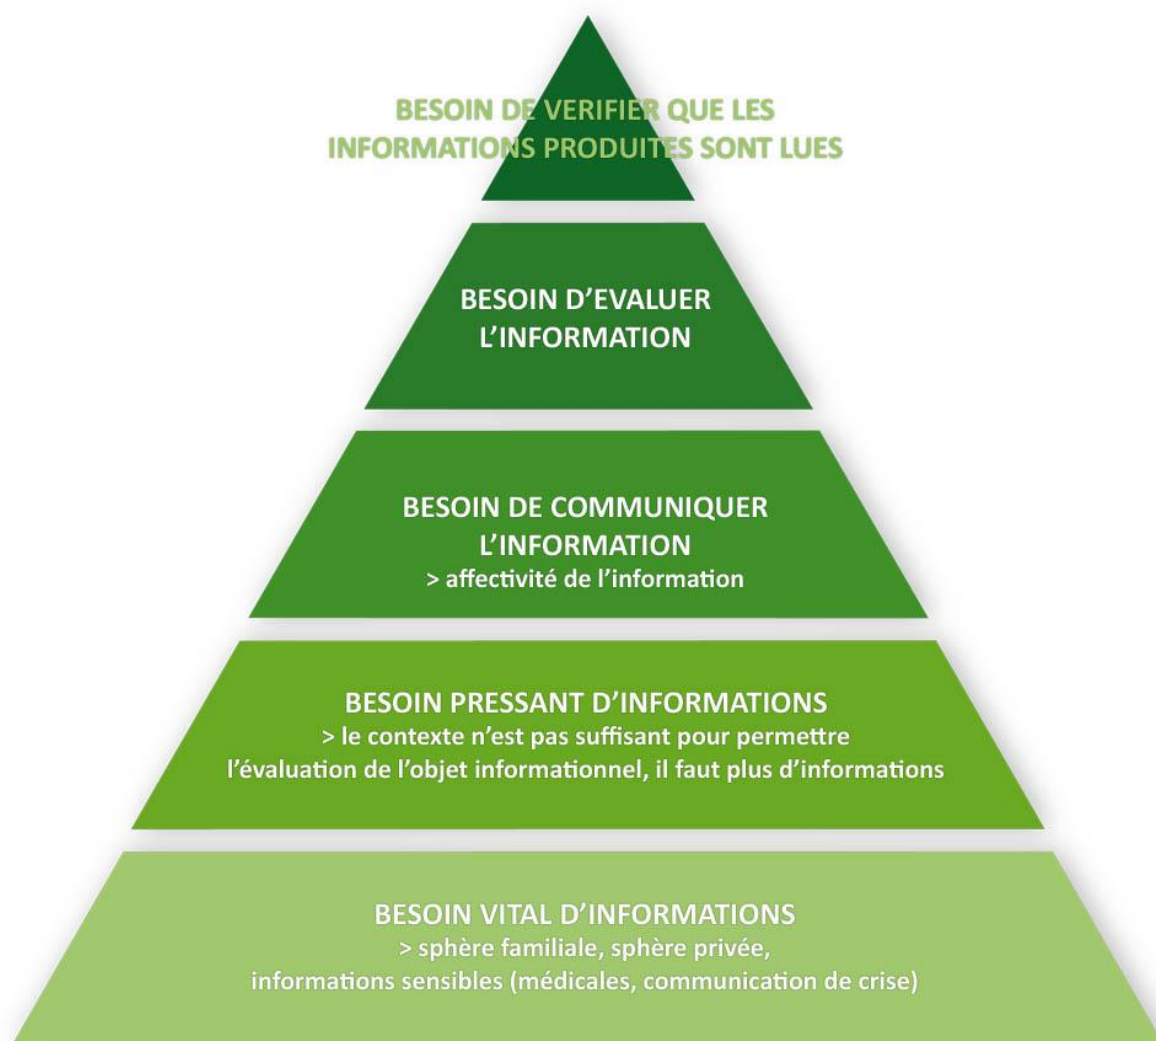 BESOIN DE VERIFIER QUE LES
INFORMATIONS PRODUITES SONT LUES
BESOIN D’EVALUER
L’INFORMATION
BESOIN DE COMMUNIQUER
L’INFORMATION
> affectivité de l’information
BESOIN PRESSANT D’INFORMATIONS
> le contexte n’est pas suffisant pour permettre
l’évaluation de l’objet informationnel, il faut plus d’informations
BESOIN VITAL D’INFORMATIONS
> sphère familiale, sphère privée,
informations sensibles (médicales, communication de crise)